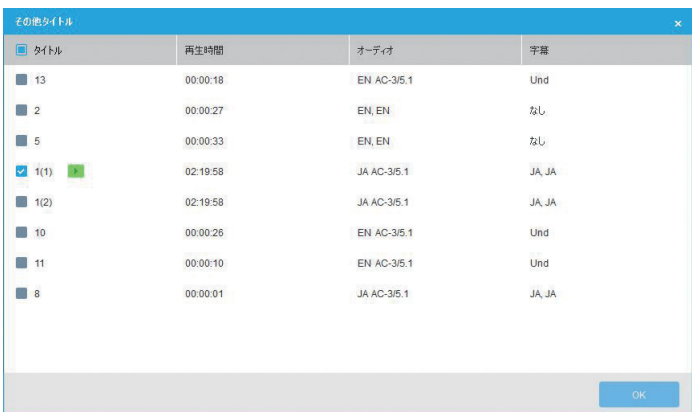 その他タイトル ×
タイトル 再生時間 オーディオ 字幕
13 00:00:18 EN AC-3/5.1 Und
2 00:00:27 EN, EN なし
5 00:00:33 EN, EN なし
1(1) 02:19:58 JA AC-3/5.1 JA, JA
1(2) 02:19:58 JA AC-3/5.1 JA, JA
10 00:00:26 EN AC-3/5.1 Und
11 00:00:10 EN AC-3/5.1 Und
8 00:00:01 JA AC-3/5.1 JA, JA
OK